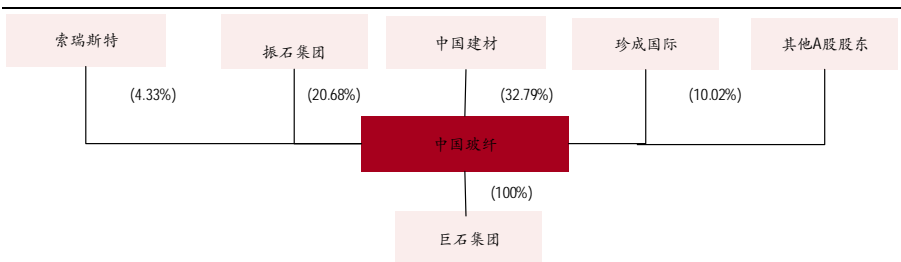 索瑞斯特
振石集团
中国建材
珍成国际
其他A股股东
(4.33%)
(20.68%)
(32.79%)
(10.02%)
中国玻纤
(100%)
巨石集团